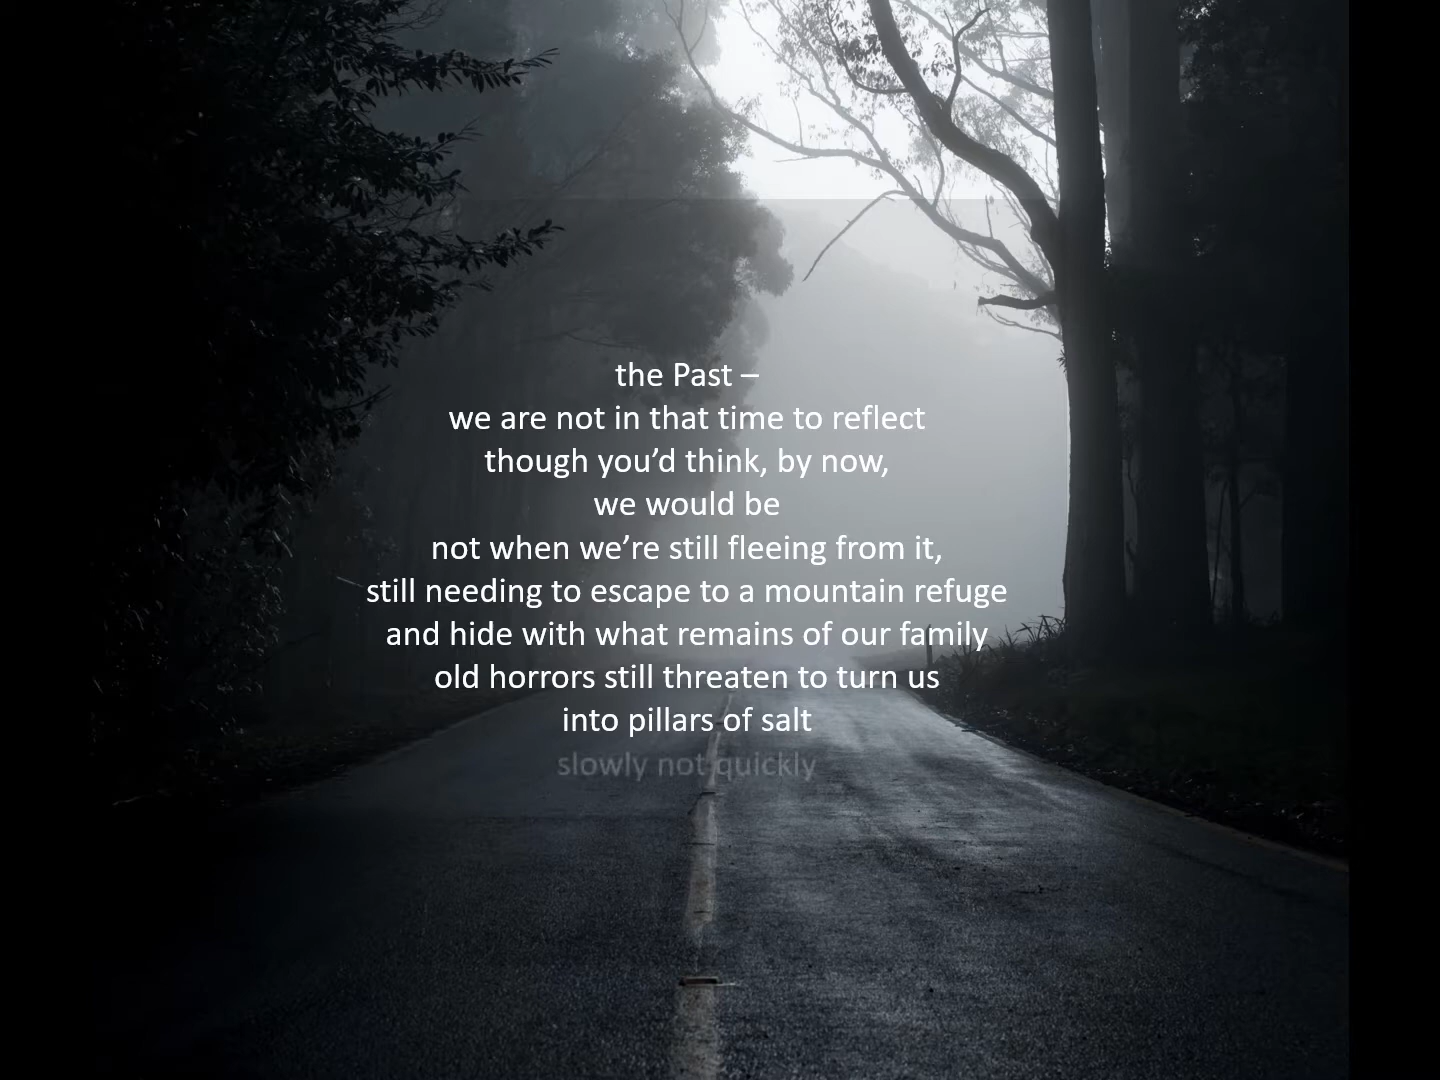 the Past –
we are not in that time to reflect
though you’d think, by now,
we would be
not when we’re still fleeing from it,
still needing to escape to a mountain refuge
and hide with what remains of our family
old horrors still threaten to turn us
into pillars of salt
slowly not quickly